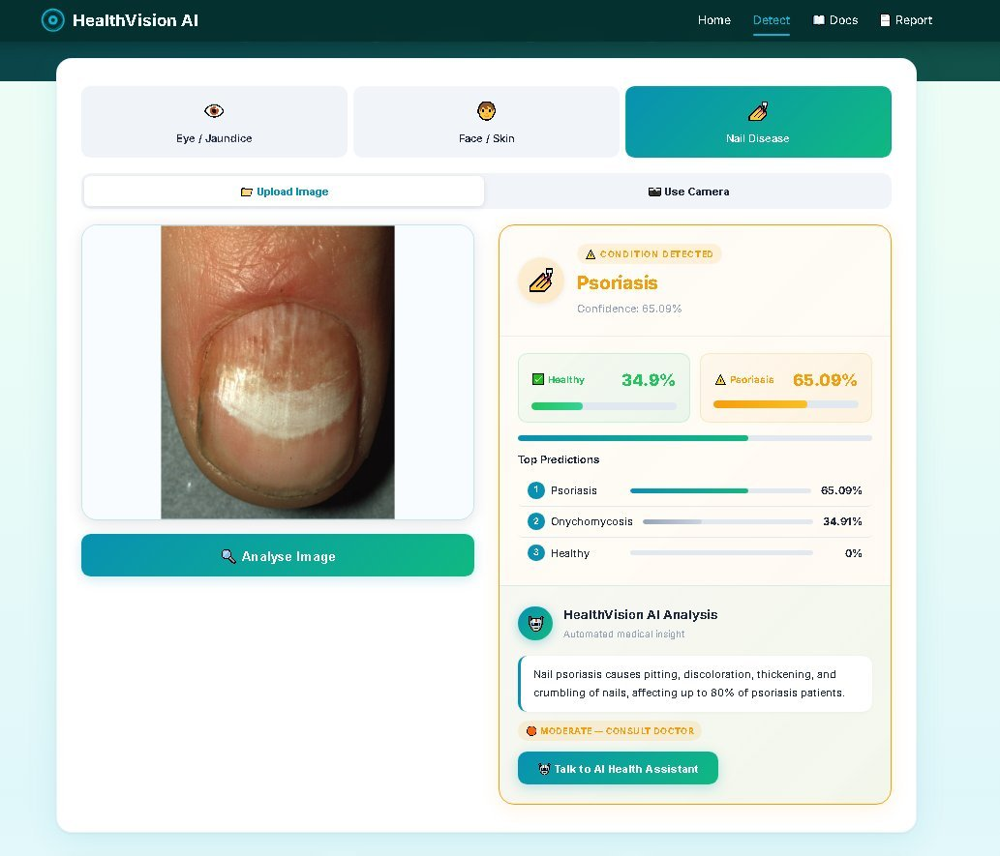 HealthVision AI
Home Detect Docs Report
Eye / Jaundice
Face / Skin
Nail Disease
Upload Image
Use Camera
CONDITION DETECTED
Psoriasis
Confidence: 65.09%
Healthy 34.9%
Psoriasis 65.09%
Top Predictions
1 Psoriasis 65.09%
2 Onychomycosis 34.91%
3 Healthy 0%
Analyse Image
HealthVision AI Analysis
Automated medical insight
Nail psoriasis causes pitting, discoloration, thickening, and
crumbling of nails, affecting up to 80% of psoriasis patients.
MODERATE — CONSULT DOCTOR
Talk to AI Health Assistant